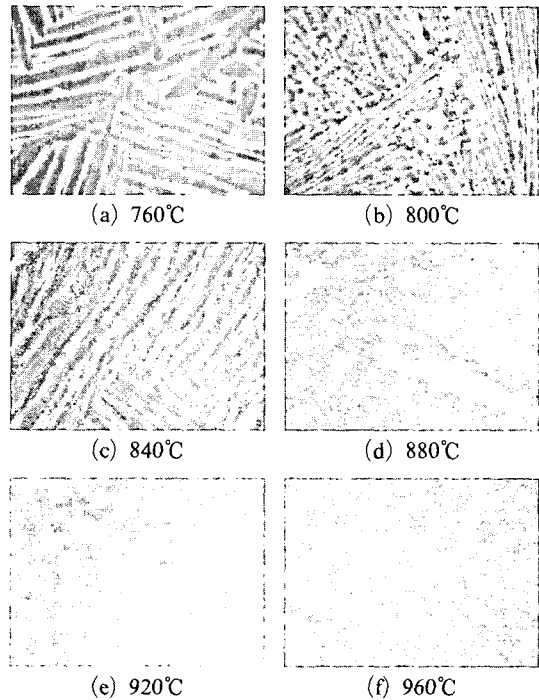 (a) 760℃
(b) 800℃
(c) 840℃
(d) 880℃
(e) 920℃
(f) 960℃